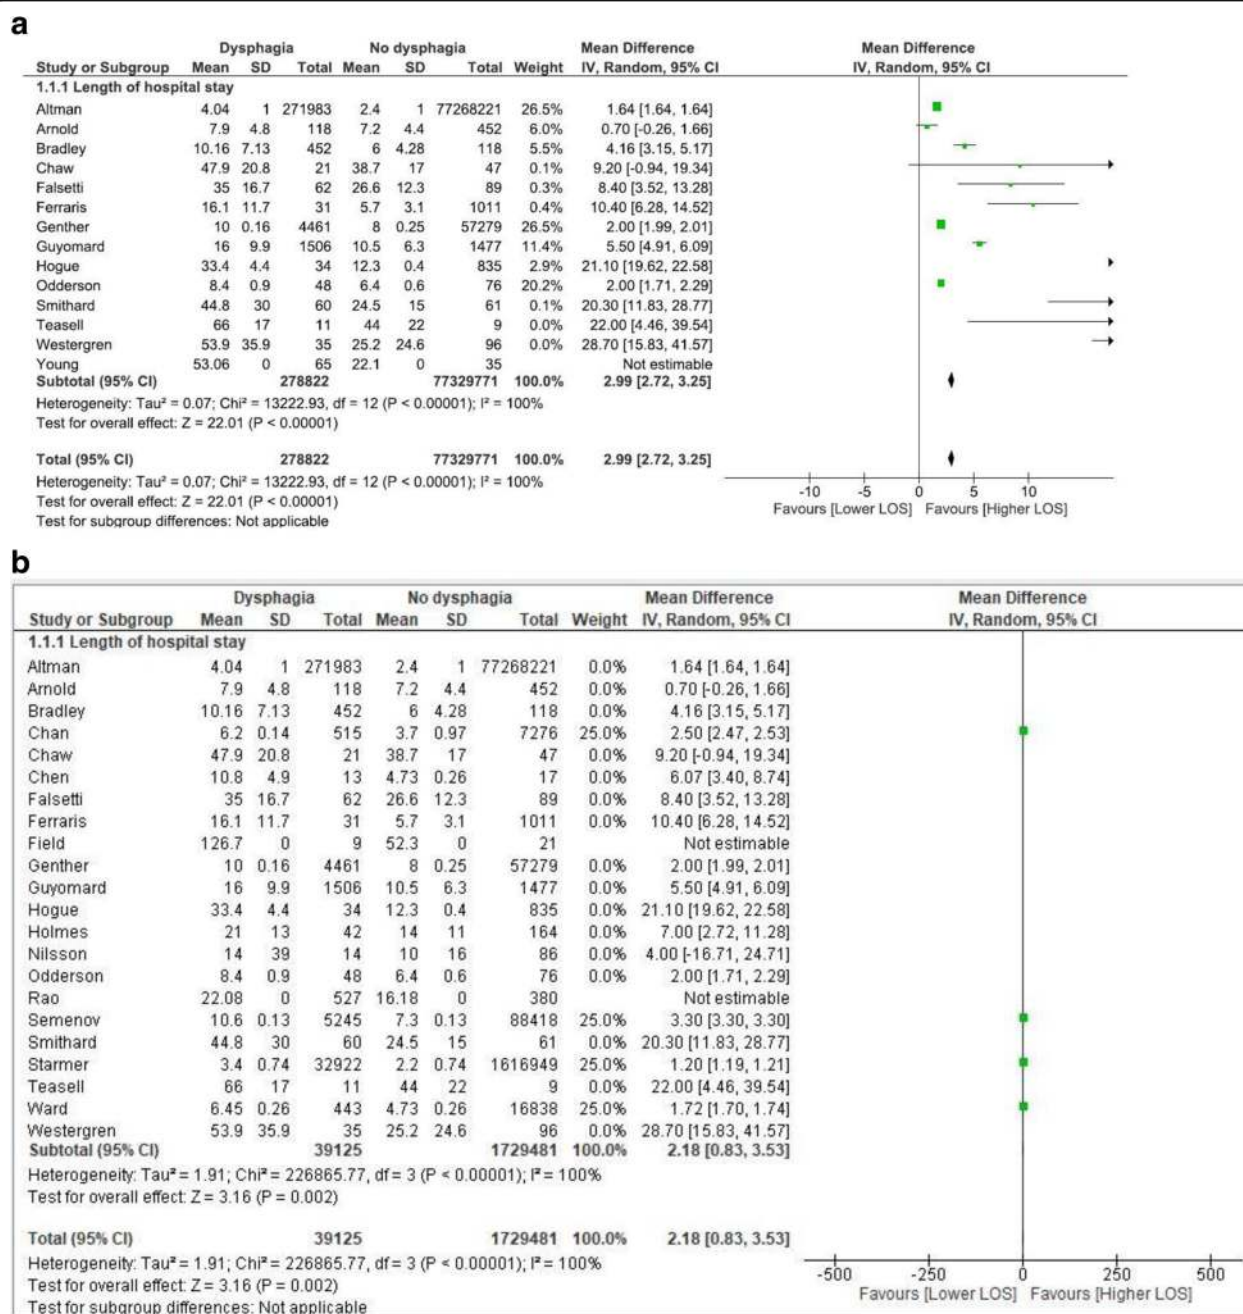 a
Dysphagia No dysphagia Mean Difference Mean Difference
Study or Subgroup Mean SD Total Mean SD Total Weight IV, Random, 95% CI IV, Random, 95% CI
1.1.1 Length of hospital stay
Altman 4.04 1 271983 2.4 1 77268221 26.5% 1.64 [1.64, 1.64]
Arnold 7.9 4.8 118 7.2 4.4 452 6.0% 0.70 [-0.26, 1.66]
Bradley 10.16 7.13 452 6 4.28 118 5.5% 4.16 [3.15, 5.17]
Chaw 47.9 20.8 21 38.7 17 47 0.1% 9.20 [-0.94, 19.34]
Falsetti 35 16.7 62 26.6 12.3 89 0.3% 8.40 [3.52, 13.28]
Ferraris 16.1 11.7 31 5.7 3.1 1011 0.4% 10.40 [6.28, 14.52]
Genther 10 0.16 4461 8 0.25 57279 26.5% 2.00 [1.99, 2.01]
Guyomard 16 9.9 1506 10.5 6.3 1477 11.4% 5.50 [4.91, 6.09]
Hogue 33.4 4.4 34 12.3 0.4 835 2.9% 21.10 [19.62, 22.58]
Odderson 8.4 0.9 48 6.4 0.6 76 20.2% 2.00 [1.71, 2.29]
Smithard 44.8 30 60 24.5 15 61 0.1% 20.30 [11.83, 28.77]
Teasell 66 17 11 44 22 9 0.0% 22.00 [4.46, 39.54]
Westergren 53.9 35.9 35 25.2 24.6 96 0.0% 28.70 [15.83, 41.57]
Young 53.06 0 65 22.1 0 35 Not estimable
Subtotal (95% CI) 278822 77329771 100.0% 2.99 [2.72, 3.25]
Heterogeneity: Tau² = 0.07; Chi² = 13222.93, df = 12 (P < 0.00001); I² = 100%
Test for overall effect: Z = 22.01 (P < 0.00001)
Total (95% CI) 278822 77329771 100.0% 2.99 [2.72, 3.25]
Heterogeneity: Tau² = 0.07; Chi² = 13222.93, df = 12 (P < 0.00001); I² = 100%
Test for overall effect: Z = 22.01 (P < 0.00001)
Test for subgroup differences: Not applicable
-10 -5 0 5 10
Favours [Lower LOS] Favours [Higher LOS]
b
Dysphagia No dysphagia Mean Difference Mean Difference
Study or Subgroup Mean SD Total Mean SD Total Weight IV, Random, 95% CI IV, Random, 95% CI
1.1.1 Length of hospital stay
Altman 4.04 1 271983 2.4 1 77268221 0.0% 1.64 [1.64, 1.64]
Arnold 7.9 4.8 118 7.2 4.4 452 0.0% 0.70 [-0.26, 1.66]
Bradley 10.16 7.13 452 6 4.28 118 0.0% 4.16 [3.15, 5.17]
Chan 6.2 0.14 515 3.7 0.97 7276 25.0% 2.50 [2.47, 2.53]
Chaw 47.9 20.8 21 38.7 17 47 0.0% 9.20 [-0.94, 19.34]
Chen 10.8 4.9 13 4.73 0.26 17 0.0% 6.07 [3.40, 8.74]
Falsetti 35 16.7 62 26.6 12.3 89 0.0% 8.40 [3.52, 13.28]
Ferraris 16.1 11.7 31 5.7 3.1 1011 0.0% 10.40 [6.28, 14.52]
Field 126.7 0 9 52.3 0 21 Not estimable
Genther 10 0.16 4461 8 0.25 57279 0.0% 2.00 [1.99, 2.01]
Guyomard 16 9.9 1506 10.5 6.3 1477 0.0% 5.50 [4.91, 6.09]
Hogue 33.4 4.4 34 12.3 0.4 835 0.0% 21.10 [19.62, 22.58]
Holmes 21 13 42 14 11 164 0.0% 7.00 [2.72, 11.28]
Nilsson 14 39 14 10 16 86 0.0% 4.00 [-16.71, 24.71]
Odderson 8.4 0.9 48 6.4 0.6 76 0.0% 2.00 [1.71, 2.29]
Rao 22.08 0 527 16.18 0 380 Not estimable
Semenov 10.6 0.13 5245 7.3 0.13 88418 25.0% 3.30 [3.30, 3.30]
Smithard 44.8 30 60 24.5 15 61 0.0% 20.30 [11.83, 28.77]
Starmer 3.4 0.74 32922 2.2 0.74 1616949 25.0% 1.20 [1.19, 1.21]
Teasell 66 17 11 44 22 9 0.0% 22.00 [4.46, 39.54]
Ward 6.45 0.26 443 4.73 0.26 16838 25.0% 1.72 [1.70, 1.74]
Westergren 53.9 35.9 35 25.2 24.6 96 0.0% 28.70 [15.83, 41.57]
Subtotal (95% CI) 39125 1729481 100.0% 2.18 [0.83, 3.53]
Heterogeneity: Tau² = 1.91; Chi² = 226865.77, df = 3 (P < 0.00001); I² = 100%
Test for overall effect: Z = 3.16 (P = 0.002)
Total (95% CI) 39125 1729481 100.0% 2.18 [0.83, 3.53]
Heterogeneity: Tau² = 1.91; Chi² = 226865.77, df = 3 (P < 0.00001); I² = 100%
Test for overall effect: Z = 3.16 (P = 0.002)
Test for subgroup differences: Not applicable
-500 -250 0 250 500
Favours [Lower LOS] Favours [Higher LOS]